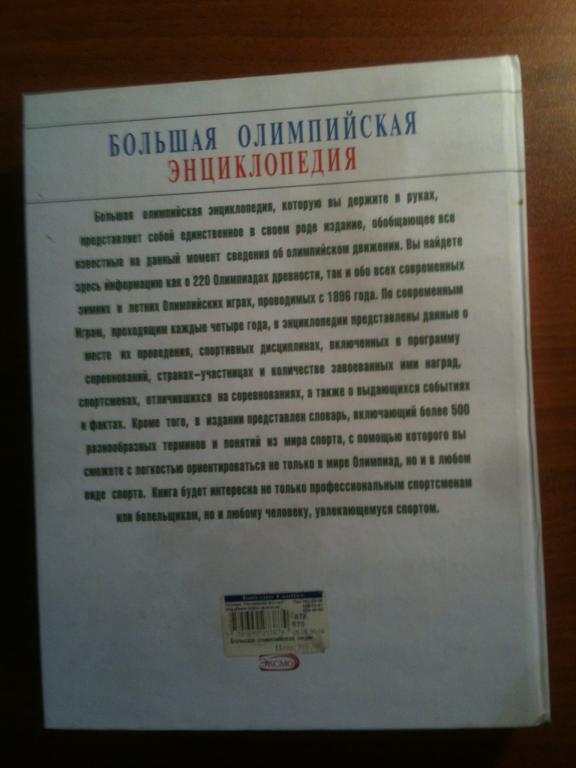 БОЛЬШАЯ ОЛИМПИЙСКАЯ
ЭНЦИКЛОПЕДИЯ
Большая олимпийская энциклопедия, которую вы держите в руках,
представляет собой единственное в своем роде издание, обобщающее все
известные на данный момент сведения об олимпийском движении. Вы найдете
здесь информацию как о 220 Олимпиадах древности, так и обо всех современных
зимних и летних Олимпийских играх, проводимых с 1896 года. По современным
Играм, проходящим каждые четыре года, в энциклопедии представлены данные о
месте их проведения, спортивных дисциплинах, включенных в программу
соревнований, странах-участницах и количестве завоеванных ими наград,
спортсменах, отличившихся на соревнованиях, а также о выдающихся событиях
и фактах. Кроме того, в издании представлен словарь, включающий более 500
разнообразных терминов и понятий из мира спорта, с помощью которого вы
сможете с легкостью ориентироваться не только в мире Олимпиад, но и в любом
виде спорта. Книга будет интересна не только профессиональным спортсменам
или болельщикам, но и любому человеку, увлекающемуся спортом.
Большая олимпийская
Цена:
ЭКСМО